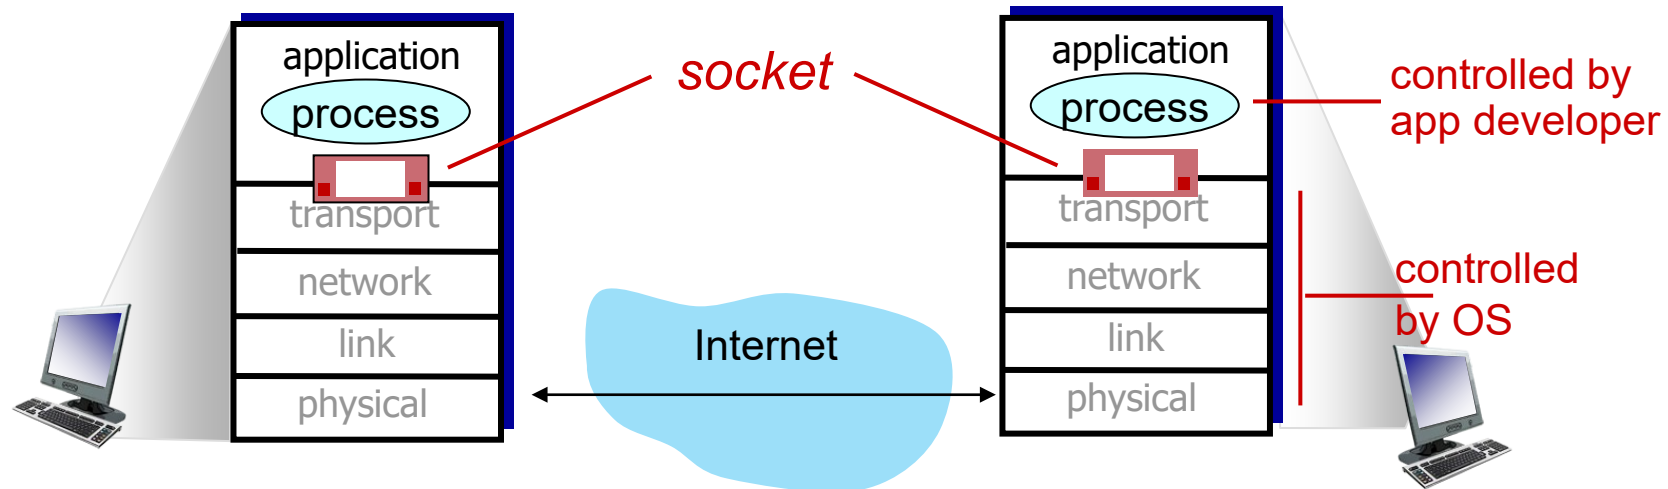 application
process
transport
network
link
physical
socket
Internet
application
process
transport
network
link
physical
controlled by
app developer
controlled
by OS